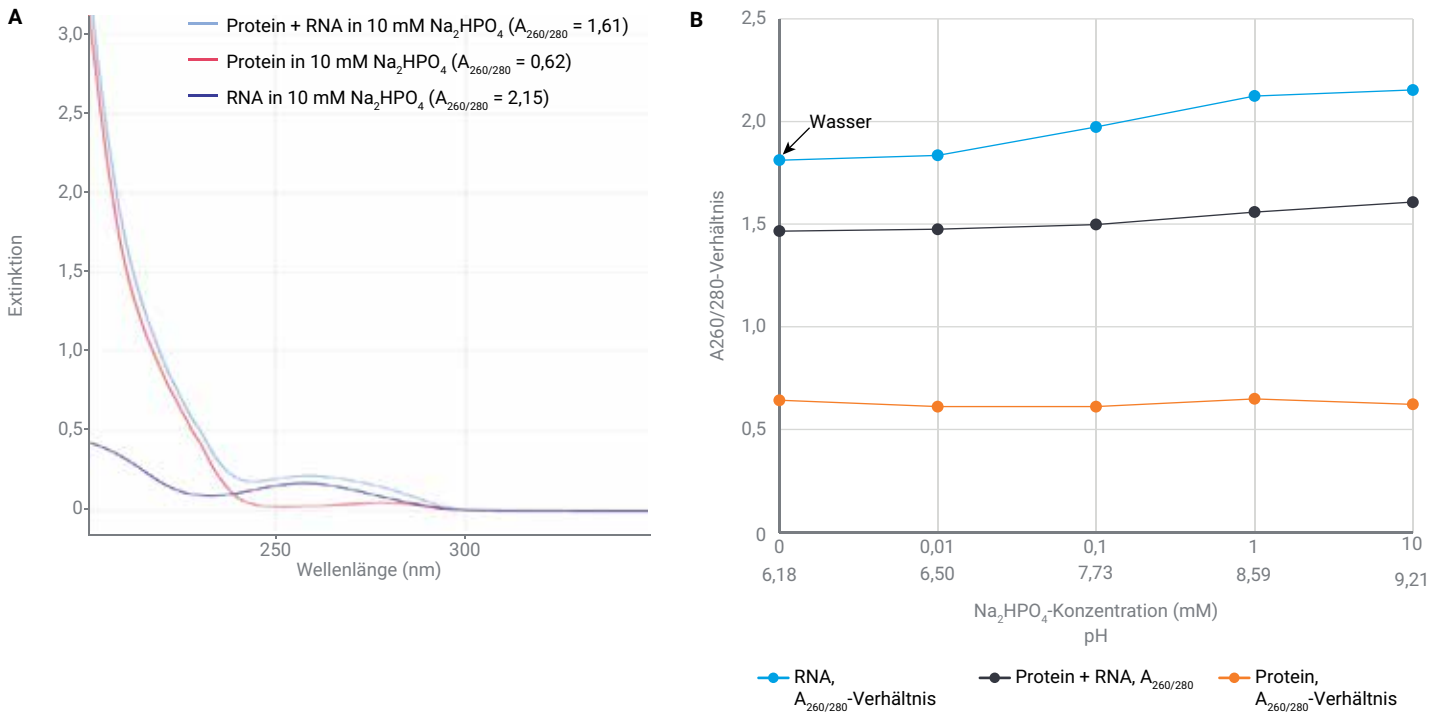 A
Protein + RNA in 10 mM Na₂HPO₄ (A₂₆₀/₂₈₀ = 1,61)
Protein in 10 mM Na₂HPO₄ (A₂₆₀/₂₈₀ = 0,62)
RNA in 10 mM Na₂HPO₄ (A₂₆₀/₂₈₀ = 2,15)
3,0
2,5
2,0
1,5
1,0
0,5
0
Extinktion
250
300
Wellenlänge (nm)
B
2,5
2,0
1,5
1,0
0,5
0
A260/280-Verhältnis
Wasser
0
0,01
0,1
1
10
6,18
6,50
7,73
8,59
9,21
Na₂HPO₄-Konzentration (mM)
pH
RNA,
A₂₆₀/₂₈₀-Verhältnis
Protein + RNA, A₂₆₀/₂₈₀
Protein,
A₂₆₀/₂₈₀-Verhältnis